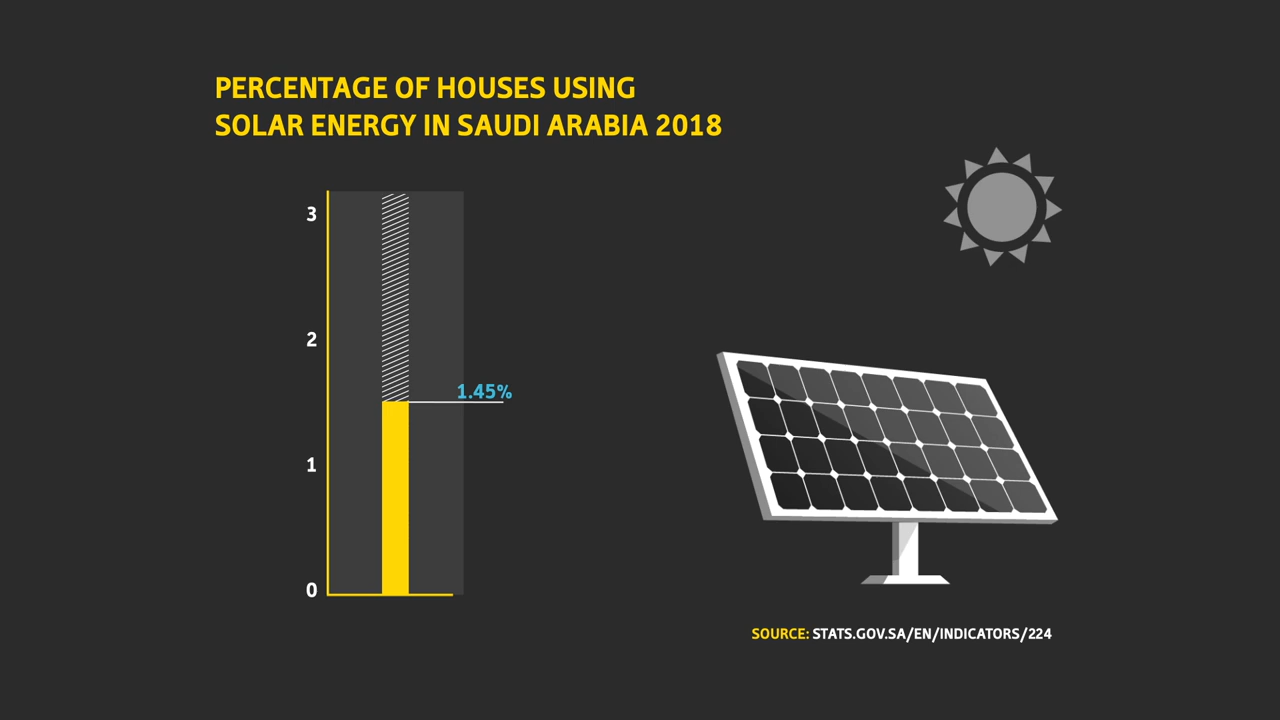 PERCENTAGE OF HOUSES USING
SOLAR ENERGY IN SAUDI ARABIA 2018
3
2
1.45%
1
0
SOURCE: STATS.GOV.SA/EN/INDICATORS/224